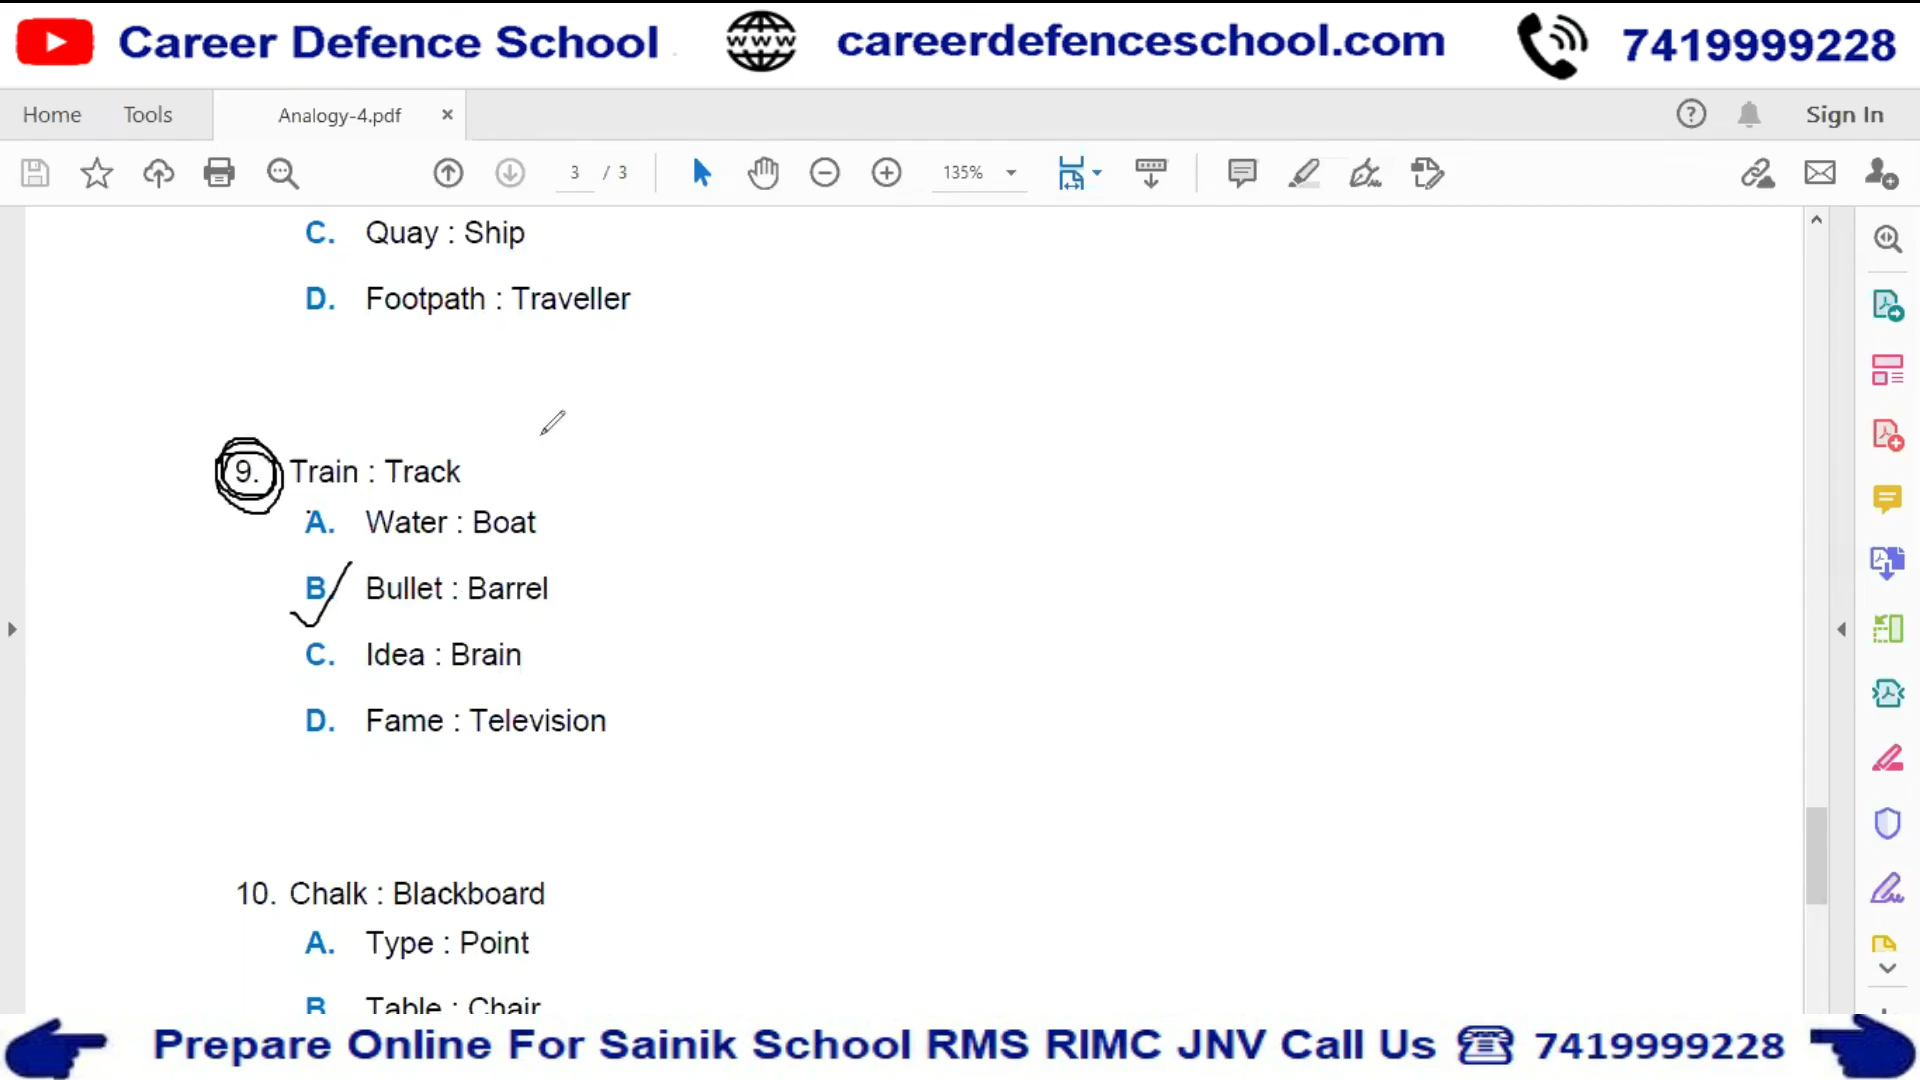 Career Defence School
www
careerdefenceschool.com
7419999228
Home
Tools
Analogy-4.pdf
×
?
Sign In
3 / 3
135%
C. Quay : Ship
D. Footpath : Traveller
9. Train : Track
A. Water : Boat
B. Bullet : Barrel
C. Idea : Brain
D. Fame : Television
10. Chalk : Blackboard
A. Type : Point
B. Table : Chair
Prepare Online For Sainik School RMS RIMC JNV Call Us 7419999228